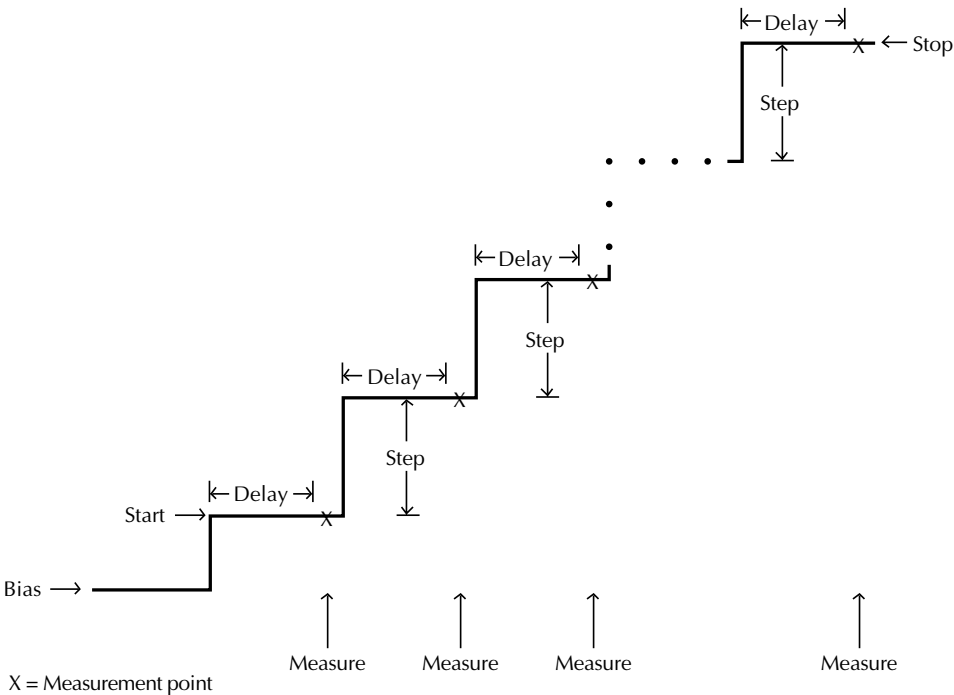 Delay
Stop
Step
Delay
Step
Delay
Step
Delay
Start
Bias
Measure Measure Measure Measure
X = Measurement point
X
X
X
X